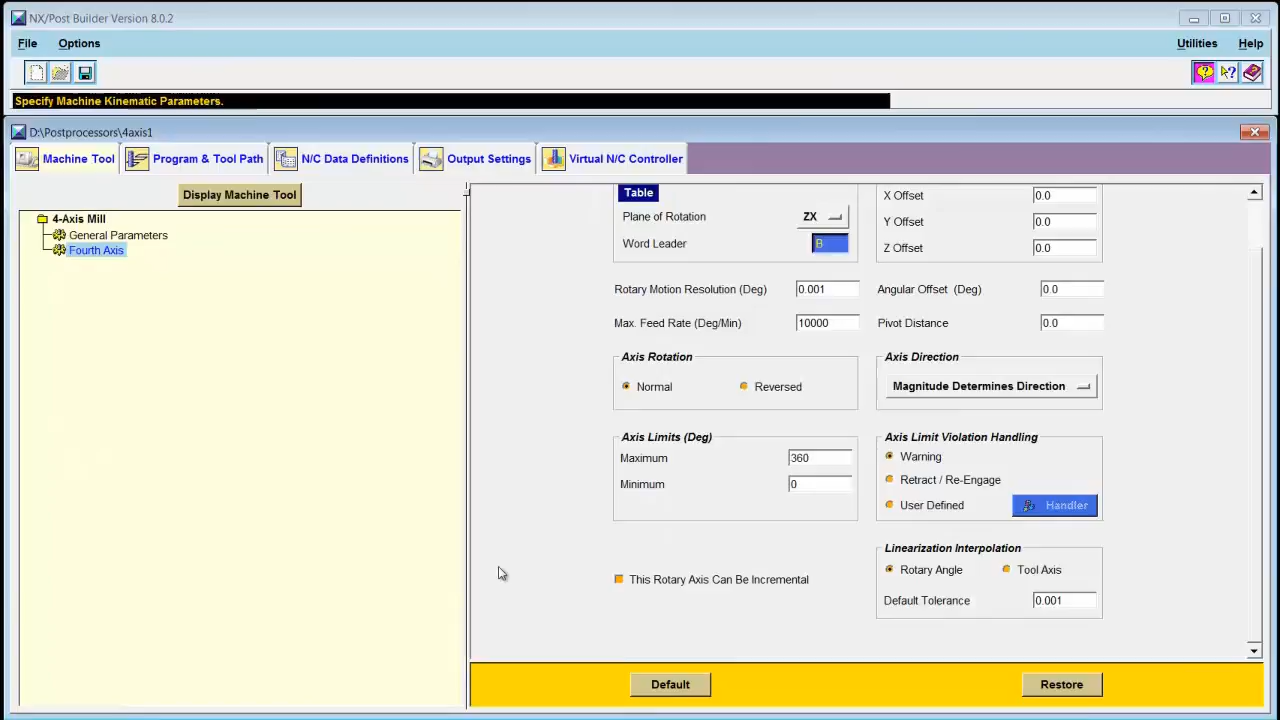 NX/Post Builder Version 8.0.2
File Options Utilities Help
Specify Machine Kinematic Parameters.
D:\Postprocessors\4axis1
Machine Tool Program & Tool Path N/C Data Definitions Output Settings Virtual N/C Controller
Display Machine Tool
4-Axis Mill
General Parameters
Fourth Axis
Table
Plane of Rotation ZX
Word Leader B
X Offset 0.0
Y Offset 0.0
Z Offset 0.0
Rotary Motion Resolution (Deg) 0.001
Angular Offset (Deg) 0.0
Max. Feed Rate (Deg/Min) 10000
Pivot Distance 0.0
Axis Rotation
Normal Reversed
Axis Direction
Magnitude Determines Direction
Axis Limits (Deg)
Maximum 360
Minimum 0
Axis Limit Violation Handling
Warning
Retract / Re-Engage
User Defined Handler
Linearization Interpolation
Rotary Angle Tool Axis
Default Tolerance 0.001
This Rotary Axis Can Be Incremental
Default Restore